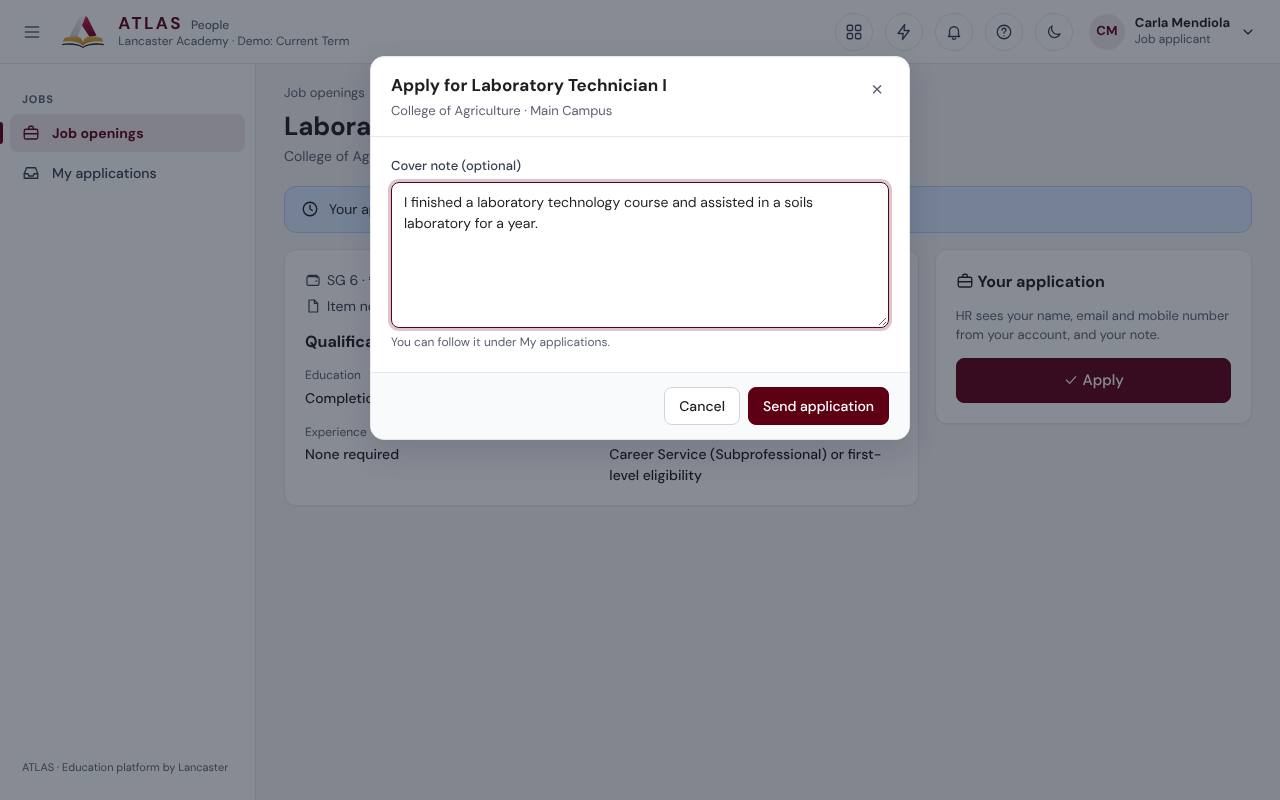 ATLAS People
Lancaster Academy · Demo: Current Term
CM
Carla Mendiola
Job applicant
JOBS
Job openings
My applications
ATLAS · Education platform by Lancaster
Job openings
Labora
College of Ag
Your a
SG 6 ·
Item no
Qualifica
Education
Completio
Experience
None required
Career Service (Subprofessional) or first-
level eligibility
Your application
HR sees your name, email and mobile number
from your account, and your note.
Apply
Apply for Laboratory Technician I
College of Agriculture · Main Campus
Cover note (optional)
I finished a laboratory technology course and assisted in a soils
laboratory for a year.
You can follow it under My applications.
Cancel
Send application